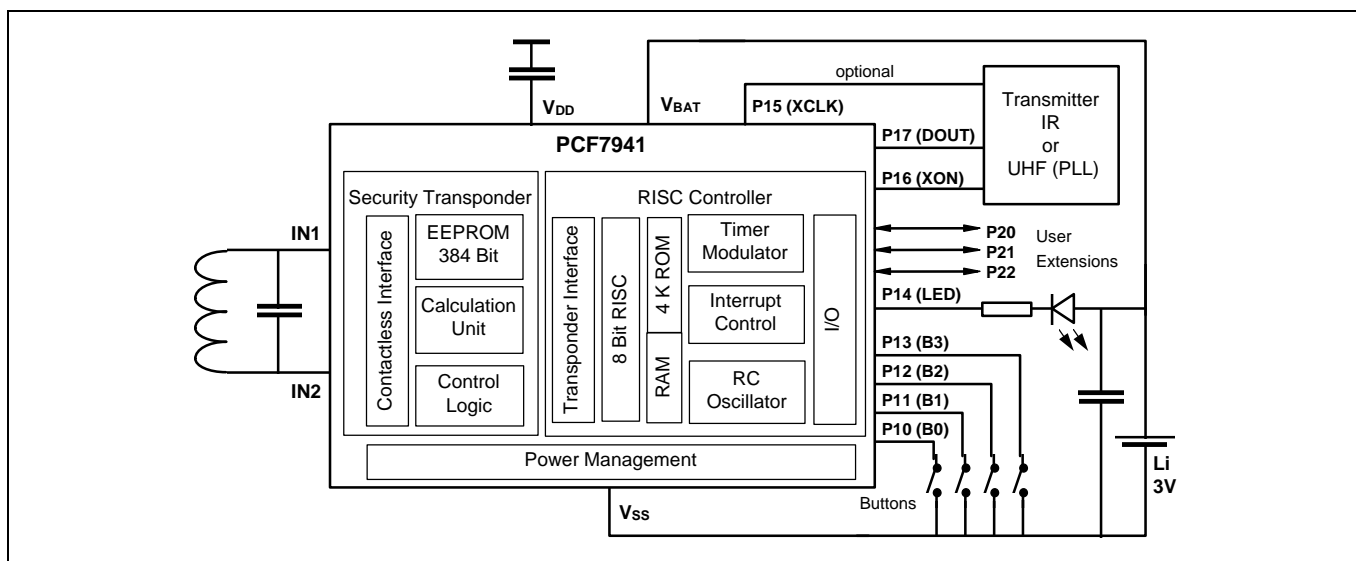 optional
VDD
VBAT
P15 (XCLK)
Transmitter
IR
or
UHF (PLL)
PCF7941
P17 (DOUT)
P16 (XON)
Security Transponder
RISC Controller
IN1
IN2
Contactless Interface
EEPROM
384 Bit
Calculation
Unit
Control
Logic
Transponder Interface
8 Bit RISC
4 K ROM
RAM
Timer
Modulator
Interrupt
Control
RC
Oscillator
I/O
P20
P21
P22
User
Extensions
P14 (LED)
P13 (B3)
P12 (B2)
P11 (B1)
P10 (B0)
Power Management
Li
3V
Buttons
VSS